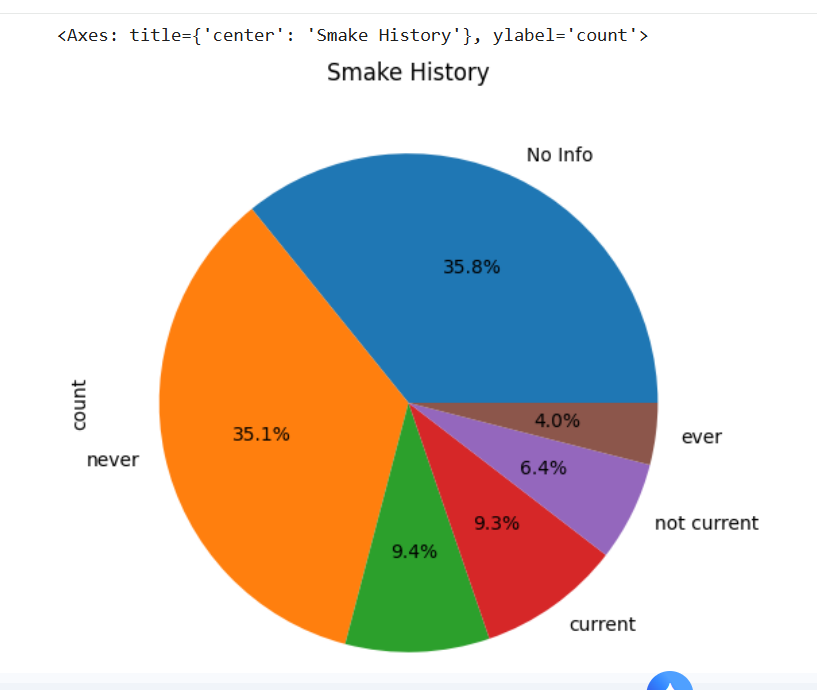 <Axes: title={'center': 'Smake History'}, ylabel='count'>
Smake History
No Info
35.8%
count
never
35.1%
4.0%
ever
6.4%
not current
9.3%
9.4%
current